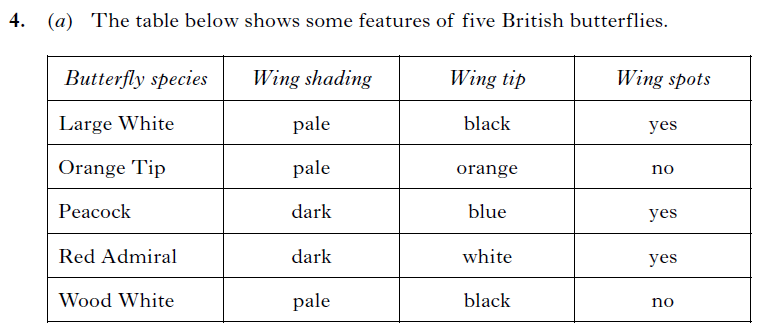 4. (a) The table below shows some features of five British butterflies.
Butterfly species Wing shading Wing tip Wing spots
Large White pale black yes
Orange Tip pale orange no
Peacock dark blue yes
Red Admiral dark white yes
Wood White pale black no